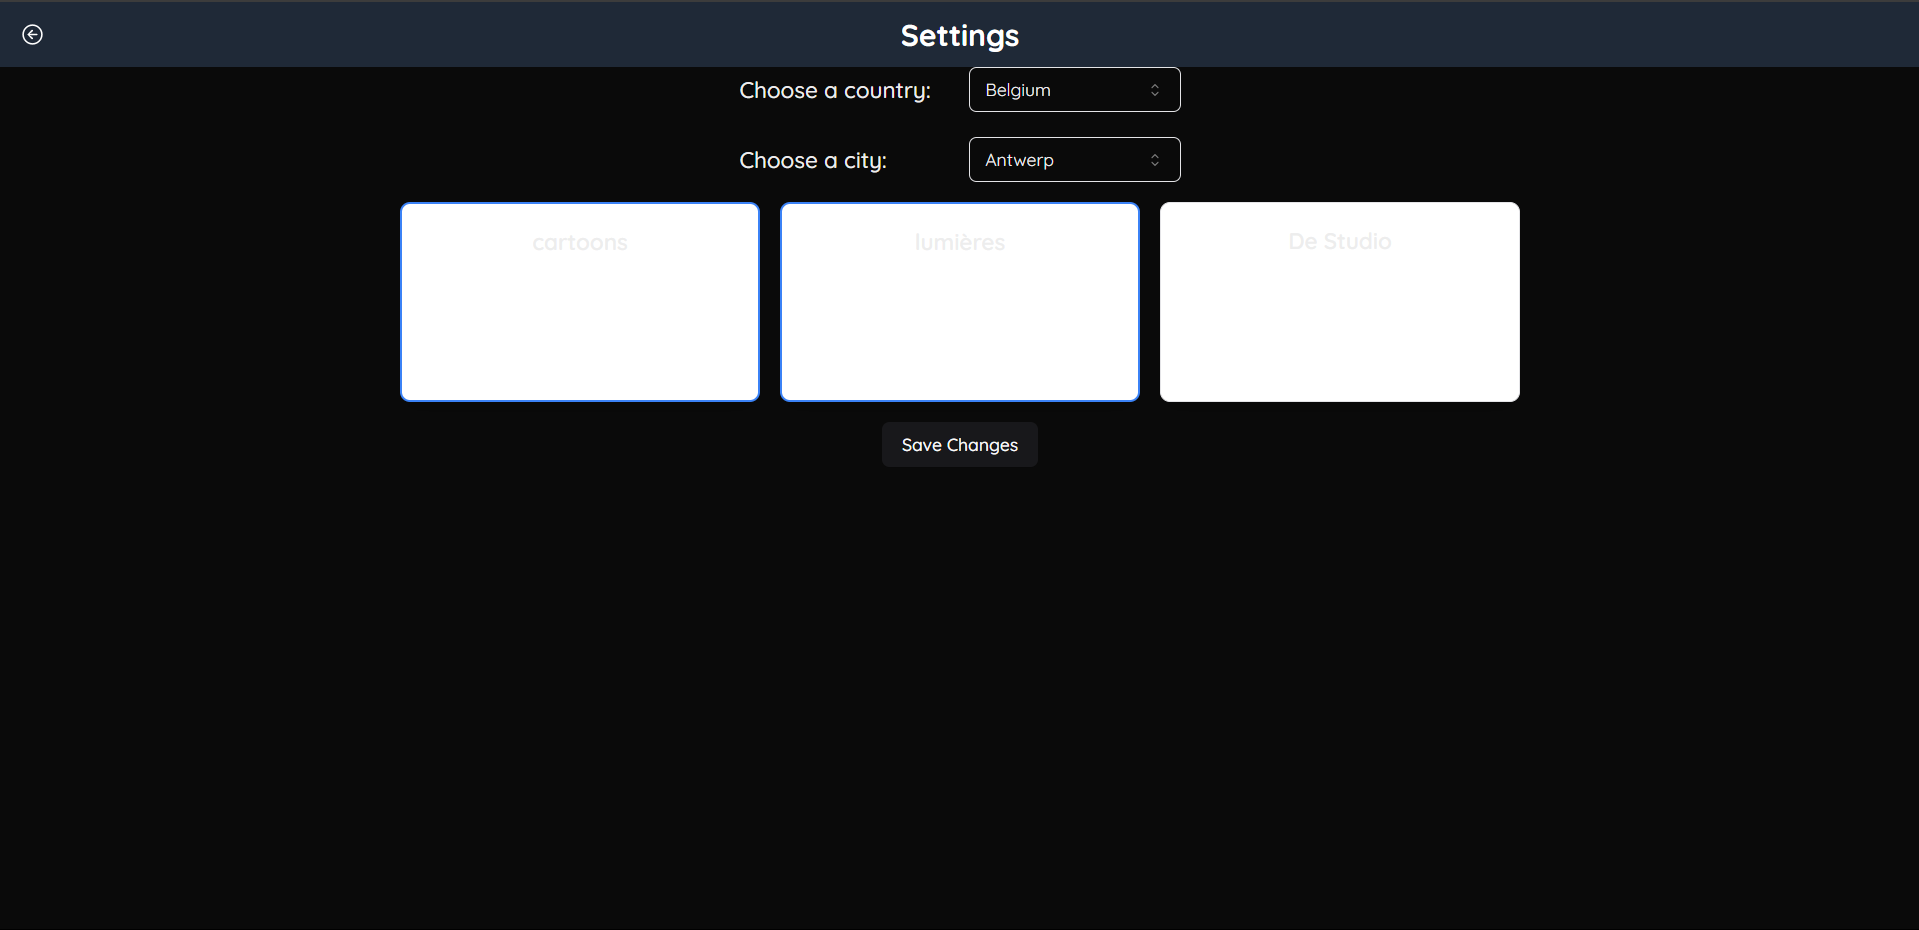 Settings
Choose a country:
Belgium
Choose a city:
Antwerp
cartoons
lumières
De Studio
Save Changes